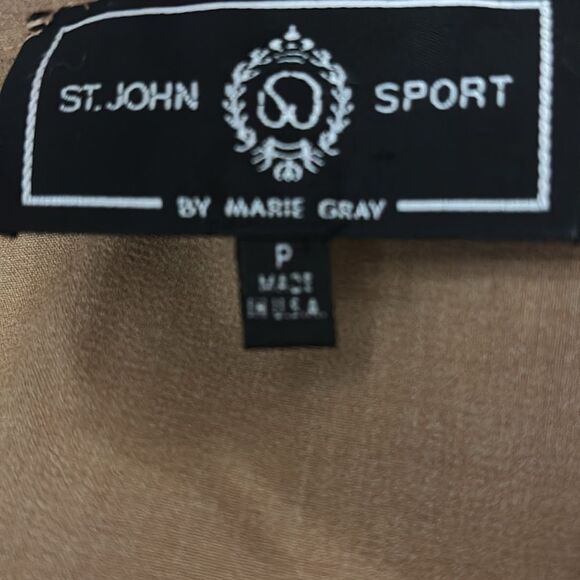 ST. JOHN SPORT
BY MARIE GRAY
P
MADE
IN U.S.A.